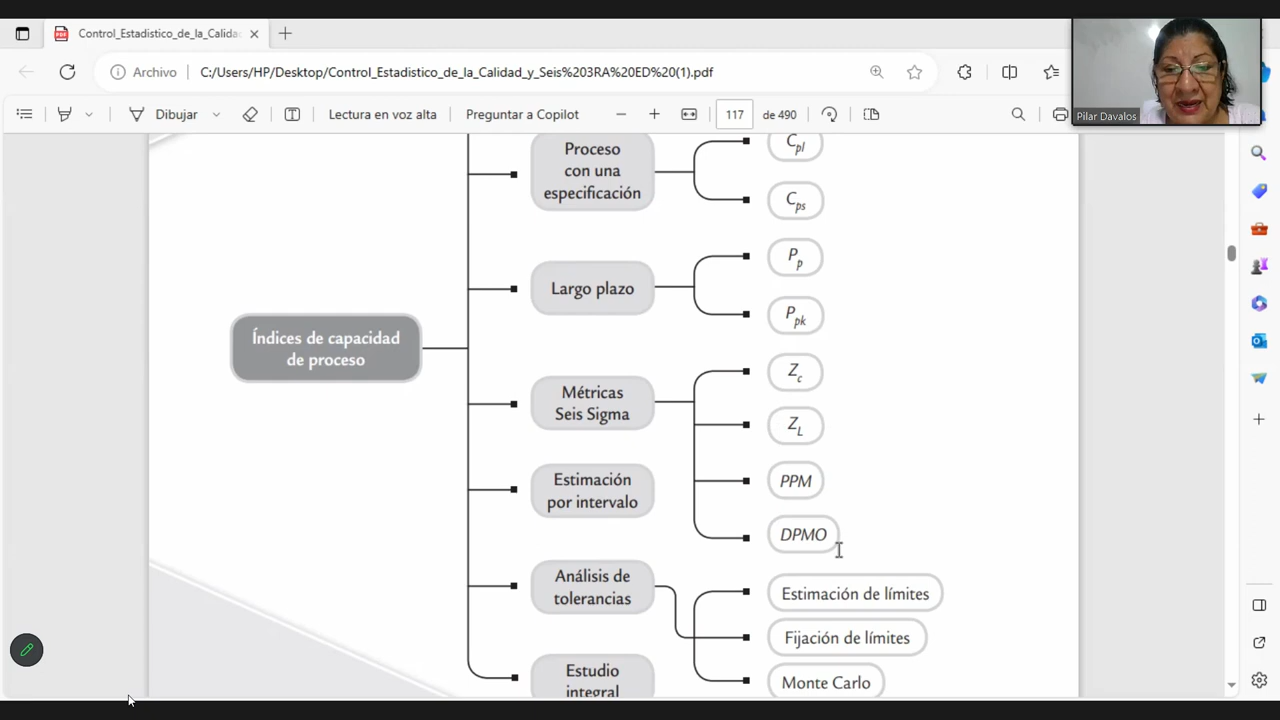 Control_Estadistico_de_la_Calida
Archivo
C:/Users/HP/Desktop/Control_Estadistico_de_la_Calidad_y_Seis%203RA%20ED%20(1).pdf
Dibujar
Lectura en voz alta
Preguntar a Copilot
117
de 490
Pilar Davalos
Índices de capacidad
de proceso
Proceso
con una
especificación
Cpl
Cps
Largo plazo
Pp
Ppk
Métricas
Seis Sigma
Zc
ZL
PPM
DPMO
Estimación
por intervalo
Análisis de
tolerancias
Estimación de límites
Fijación de límites
Monte Carlo
Estudio
integral